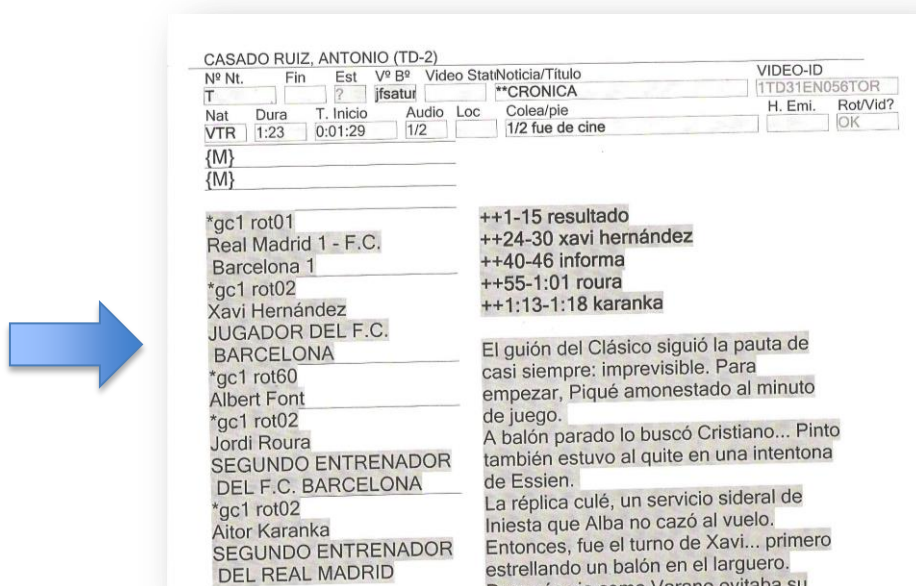 CASADO RUIZ, ANTONIO (TD-2)
Nº Nt. Fin Est Vº Bº Video Stat Noticia/Título VIDEO-ID
T ? jfsatur **CRONICA 1TD31EN056TOR
Nat Dura T. Inicio Audio Loc Colea/pie H. Emi. Rot/Vid?
VTR 1:23 0:01:29 1/2 1/2 fue de cine OK
{M}
{M}
*gc1 rot01
Real Madrid 1 - F.C.
Barcelona 1
*gc1 rot02
Xavi Hernández
JUGADOR DEL F.C.
BARCELONA
*gc1 rot60
Albert Font
*gc1 rot02
Jordi Roura
SEGUNDO ENTRENADOR
DEL F.C. BARCELONA
*gc1 rot02
Aitor Karanka
SEGUNDO ENTRENADOR
DEL REAL MADRID
++1-15 resultado
++24-30 xavi hernández
++40-46 informa
++55-1:01 roura
++1:13-1:18 karanka
El guión del Clásico siguió la pauta de
casi siempre: imprevisible. Para
empezar, Piqué amonestado al minuto
de juego.
A balón parado lo buscó Cristiano... Pinto
también estuvo al quite en una intentona
de Essien.
La réplica culé, un servicio sideral de
Iniesta que Alba no cazó al vuelo.
Entonces, fue el turno de Xavi... primero
estrellando un balón en el larguero.
como Varane evitaba su